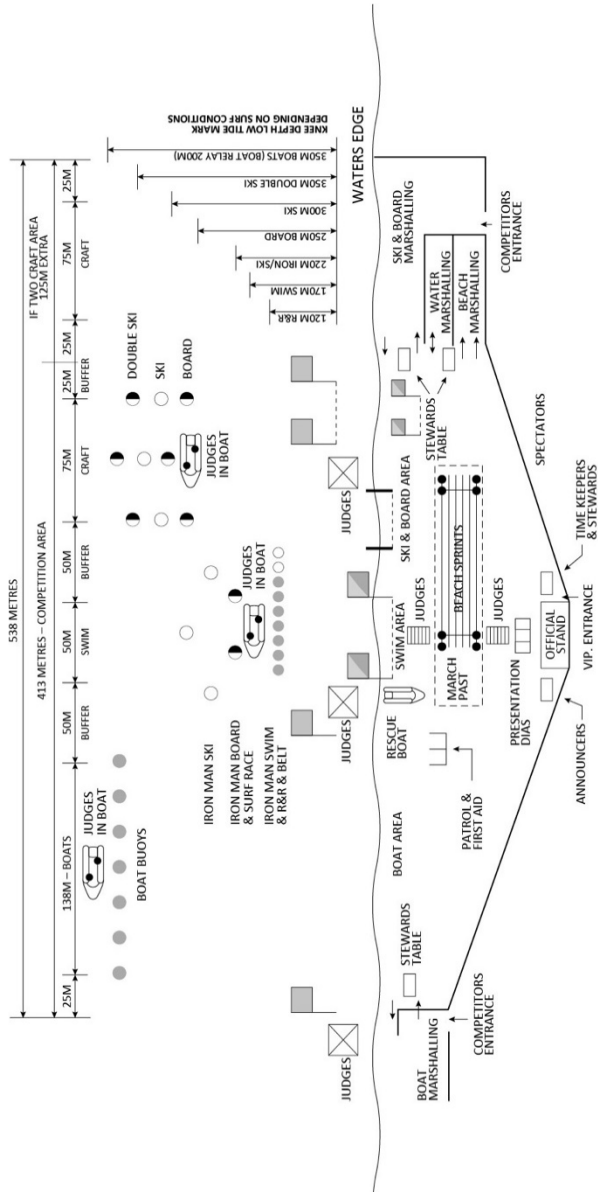 538 METRES
413 METRES – COMPETITION AREA
IF TWO CRAFT AREA
125M EXTRA
25M
138M – BOATS
50M
BUFFER
50M
SWIM
50M
BUFFER
75M
CRAFT
25M
BUFFER
25M
75M
CRAFT
25M
JUDGES
IN BOAT
BOAT BUOYS
IRON MAN SKI
IRON MAN BOARD
& SURF RACE
IRON MAN SWIM
& R&R & BELT
JUDGES
IN BOAT
JUDGES
IN BOAT
DOUBLE SKI
SKI
BOARD
120M R&R
170M SWIM
220M IRON/SKI
250M BOARD
300M SKI
350M DOUBLE SKI
350M BOATS (BOAT RELAY 200M)
KNEE DEPTH LOW TIDE MARK
DEPENDING ON SURF CONDITIONS
JUDGES
JUDGES
JUDGES
WATERS EDGE
BOAT AREA
RESCUE
BOAT
SWIM AREA
SKI & BOARD AREA
STEWARDS
TABLE
STEWARDS
TABLE
SKI & BOARD
MARSHALLING
WATER
MARSHALLING
BEACH
MARSHALLING
COMPETITORS
ENTRANCE
BOAT
MARSHALLING
COMPETITORS
ENTRANCE
PATROL &
FIRST AID
MARCH
PAST
JUDGES
BEACH SPRINTS
JUDGES
PRESENTATION
DIAS
OFFICIAL
STAND
ANNOUNCERS
VIP. ENTRANCE
TIME KEEPERS
& STEWARDS
SPECTATORS